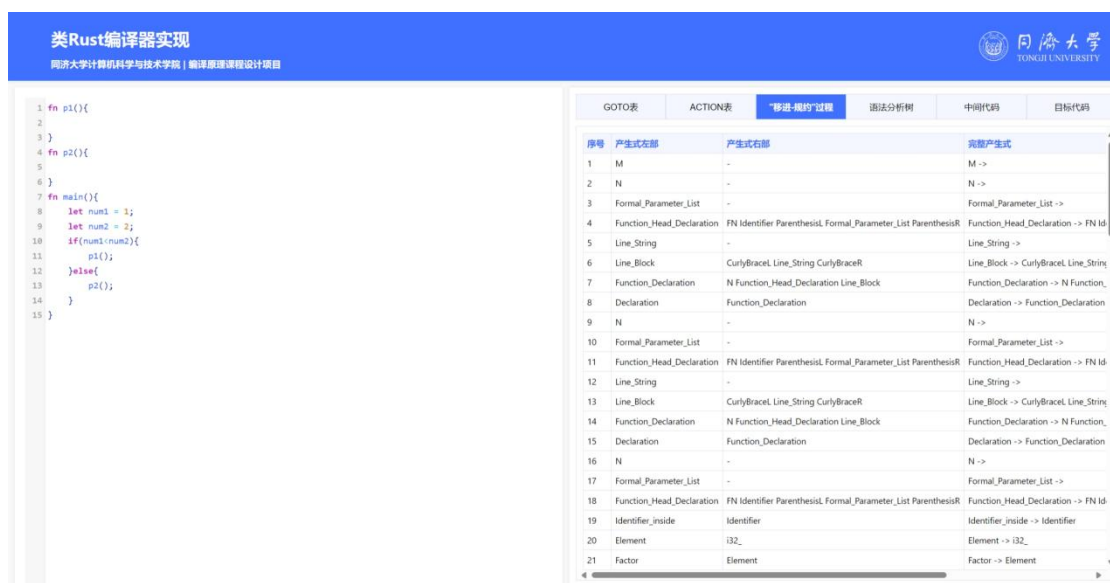 类Rust编译器实现
同济大学计算机科学与技术学院 | 编译原理课程设计项目
同濟大学
TONGJI UNIVERSITY
1 fn p1(){
2
3 }
4 fn p2(){
5
6 }
7 fn main(){
8 let num1 = 1;
9 let num2 = 2;
10 if(num1<num2){
11 p1();
12 }else{
13 p2();
14 }
15 }
GOTO表 ACTION表 “移进-规约”过程 语法分析树 中间代码 目标代码
序号 产生式左部 产生式右部 完整产生式
1 M - M ->
2 N - N ->
3 Formal_Parameter_List - Formal_Parameter_List ->
4 Function_Head_Declaration FN Identifier ParenthesisL Formal_Parameter_List ParenthesisR Function_Head_Declaration -> FN Id
5 Line_String - Line_String ->
6 Line_Block CurlyBraceL Line_String CurlyBraceR Line_Block -> CurlyBraceL Line_String
7 Function_Declaration N Function_Head_Declaration Line_Block Function_Declaration -> N Function_
8 Declaration Function_Declaration Declaration -> Function_Declaration
9 N - N ->
10 Formal_Parameter_List - Formal_Parameter_List ->
11 Function_Head_Declaration FN Identifier ParenthesisL Formal_Parameter_List ParenthesisR Function_Head_Declaration -> FN Id
12 Line_String - Line_String ->
13 Line_Block CurlyBraceL Line_String CurlyBraceR Line_Block -> CurlyBraceL Line_String
14 Function_Declaration N Function_Head_Declaration Line_Block Function_Declaration -> N Function_
15 Declaration Function_Declaration Declaration -> Function_Declaration
16 N - N ->
17 Formal_Parameter_List - Formal_Parameter_List ->
18 Function_Head_Declaration FN Identifier ParenthesisL Formal_Parameter_List ParenthesisR Function_Head_Declaration -> FN Id
19 Identifier_inside Identifier Identifier_inside -> Identifier
20 Element i32_ Element -> i32_
21 Factor Element Factor -> Element